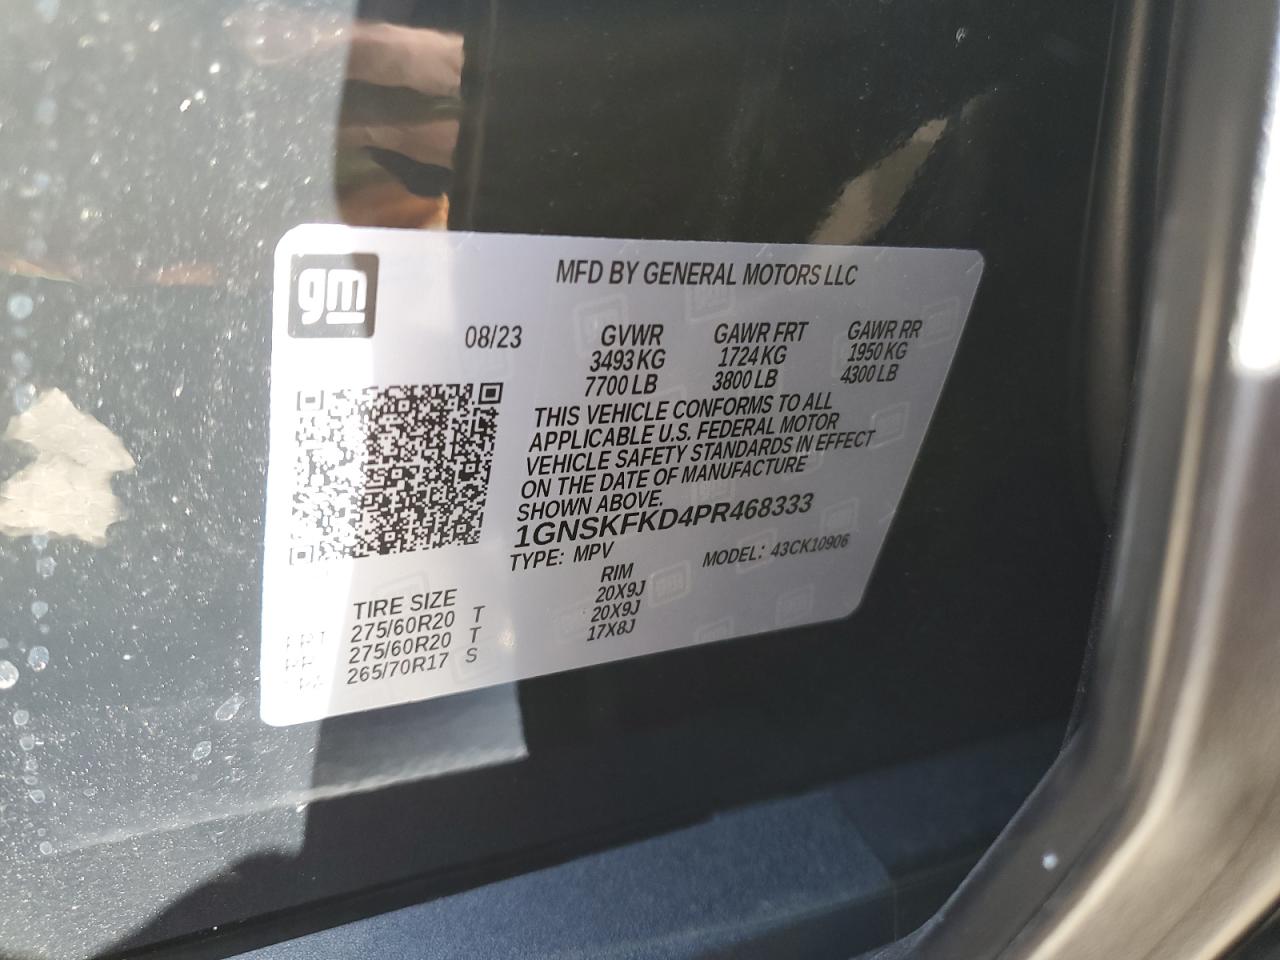 gm
MFD BY GENERAL MOTORS LLC
08/23 GVWR GAWR FRT GAWR RR
3493 KG 1724 KG 1950 KG
7700 LB 3800 LB 4300 LB
THIS VEHICLE CONFORMS TO ALL
APPLICABLE U.S. FEDERAL MOTOR
VEHICLE SAFETY STANDARDS IN EFFECT
ON THE DATE OF MANUFACTURE
SHOWN ABOVE.
1GNSKFKD4PR468333
TYPE: MPV MODEL: 43CK10906
TIRE SIZE RIM
FRT 275/60R20 T 20X9J
RR 275/60R20 T 20X9J
265/70R17 S 17X8J